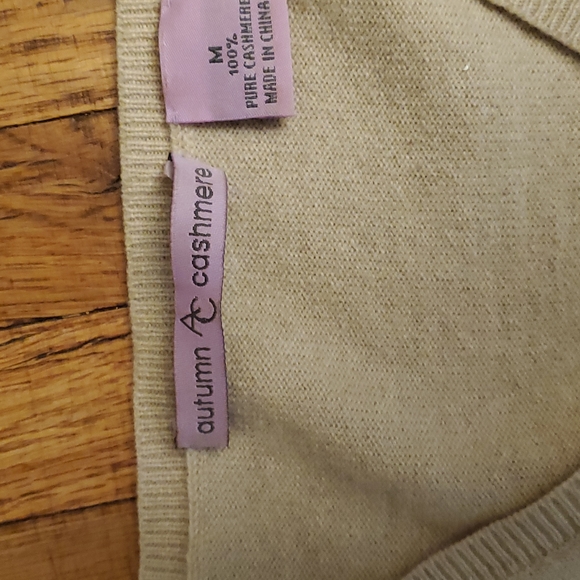 M
100%
PURE CASHMERE
MADE IN CHINA
autumn AC cashmere